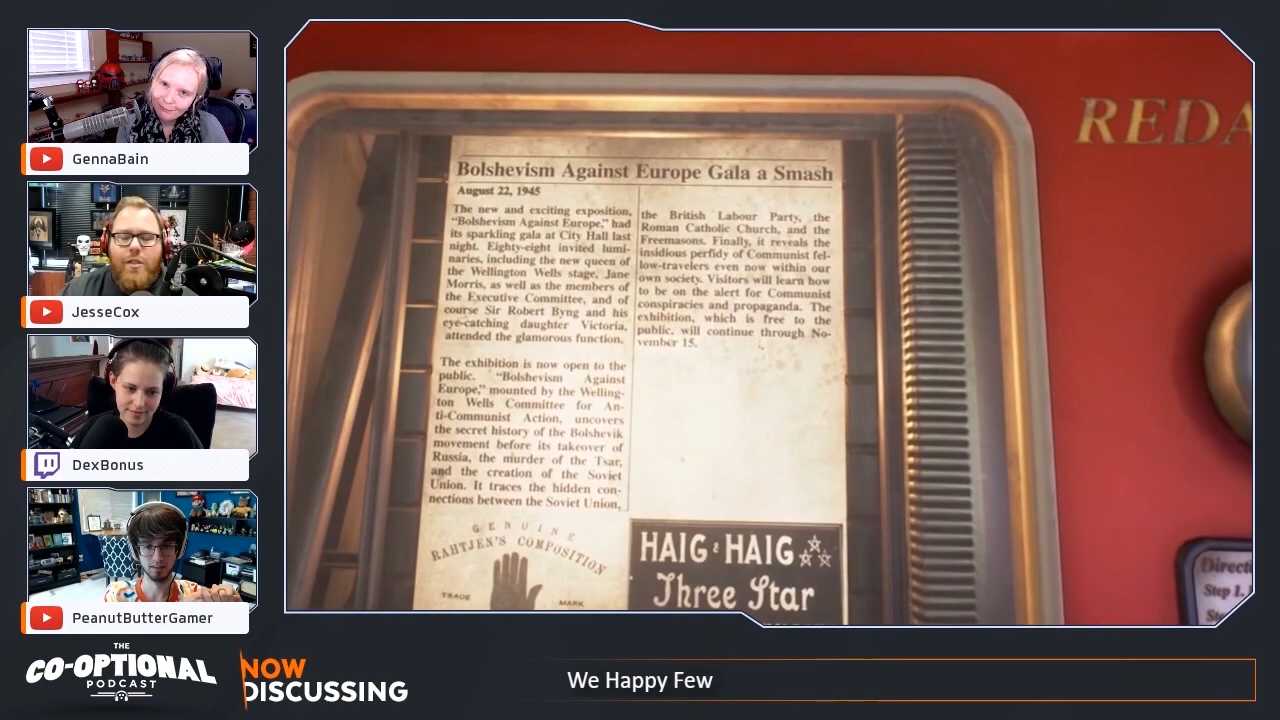 GennaBain
JesseCox
DexBonus
PeanutButterGamer
REDA
Bolshevism Against Europe Gala a Smash
August 22, 1945
The new and exciting exposition,
“Bolshevism Against Europe,” had
its sparkling gala at City Hall last
night. Eighty-eight invited lumi-
naries, including the new queen of
the Wellington Wells stage, Jane
Morris, as well as the members of
the Executive Committee, and of
course Sir Robert Byng and his
eye-catching daughter Victoria,
attended the glamorous function.
The exhibition is now open to the
public. “Bolshevism Against
Europe,” mounted by the Welling-
ton Wells Committee for An-
ti-Communist Action, uncovers
the secret history of the Bolshevik
movement before its takeover of
Russia, the murder of the Tsar,
and the creation of the Soviet
Union. It traces the hidden con-
nections between the Soviet Union,
the British Labour Party, the
Roman Catholic Church, and the
Freemasons. Finally, it reveals the
insidious perfidy of Communist fel-
low-travelers even now within our
own society. Visitors will learn how
to be on the alert for Communist
conspiracies and propaganda. The
exhibition, which is free to the
public, will continue through No-
vember 15.
GENUINE
RAHTJEN'S COMPOSITION
TRADE MARK
HAIG & HAIG
Three Star
Directi
Step 1.
THE
CO-OPTIONAL
PODCAST
NOW
DISCUSSING
We Happy Few